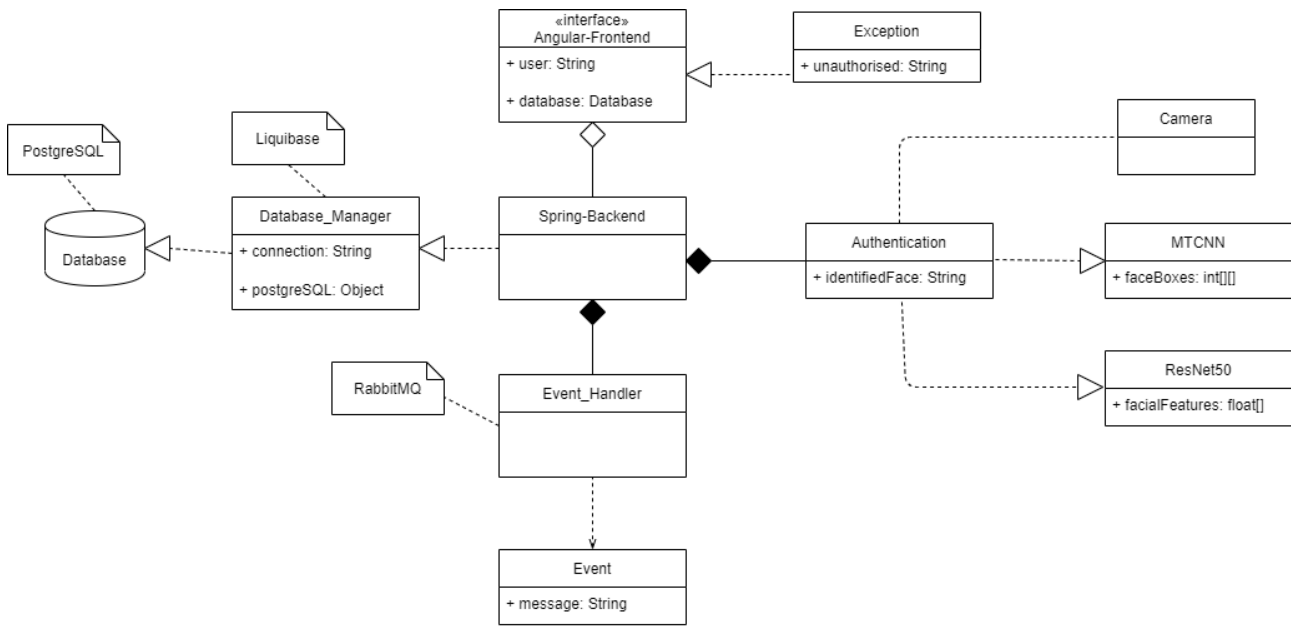 «interface»
Angular-Frontend
+ user: String
+ database: Database
Exception
+ unauthorised: String
Camera
PostgreSQL
Liquibase
Database
Database_Manager
+ connection: String
+ postgreSQL: Object
Spring-Backend
Authentication
+ identifiedFace: String
MTCNN
+ faceBoxes: int[][]
ResNet50
+ facialFeatures: float[]
RabbitMQ
Event_Handler
Event
+ message: String